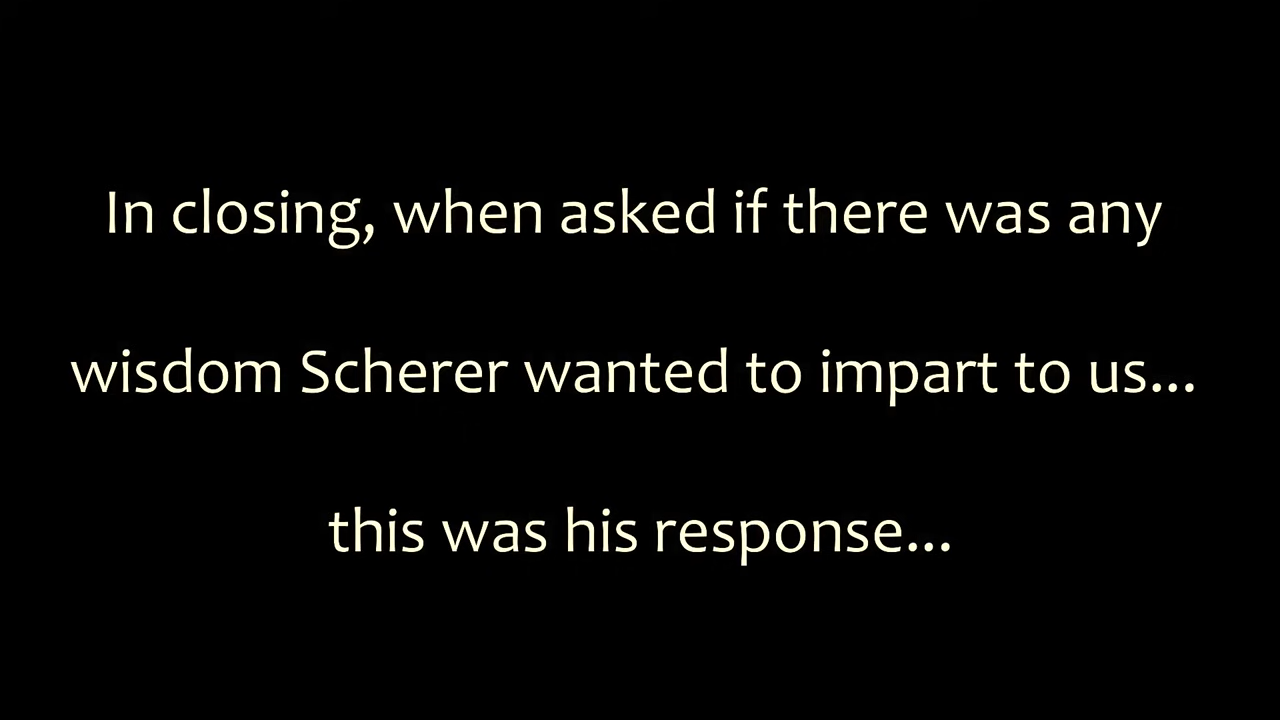 In closing, when asked if there was any
wisdom Scherer wanted to impart to us...
this was his response...